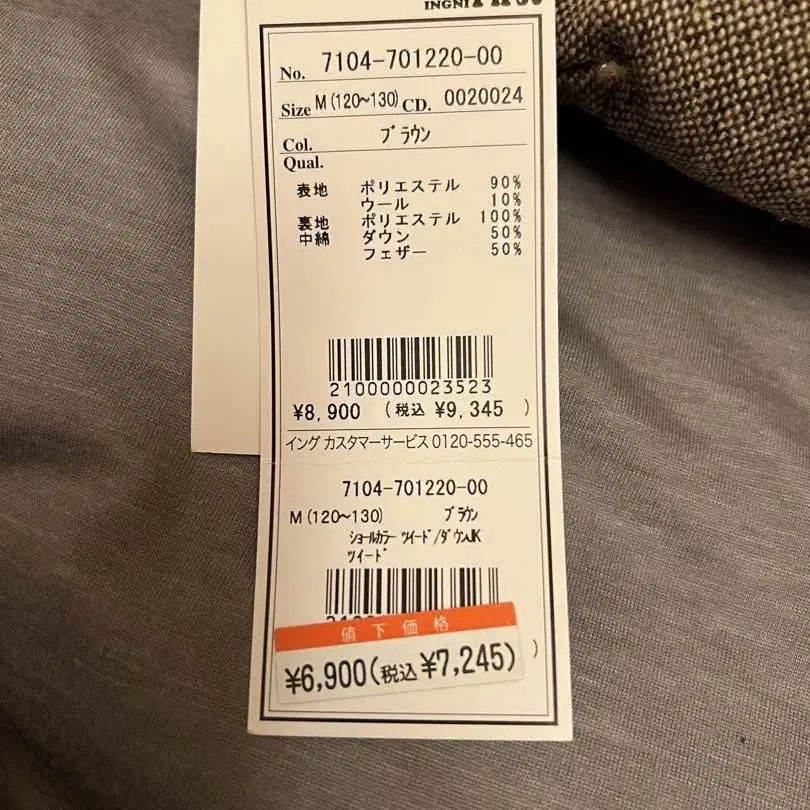 INGNI
No. 7104-701220-00
Size M(120~130) CD. 0020024
Col. ブラウン
Qual.
表地 ポリエステル 90%
ウール 10%
裏地 ポリエステル 100%
中綿 ダウン 50%
フェザー 50%
2100000023523
¥8,900 (税込 ¥9,345 )
イング カスタマーサービス 0120-555-465
7104-701220-00
M(120~130) ブラウン
ショールカラー ツイード/ダウンJK
ツイード
値下価格
¥6,900(税込¥7,245)
)